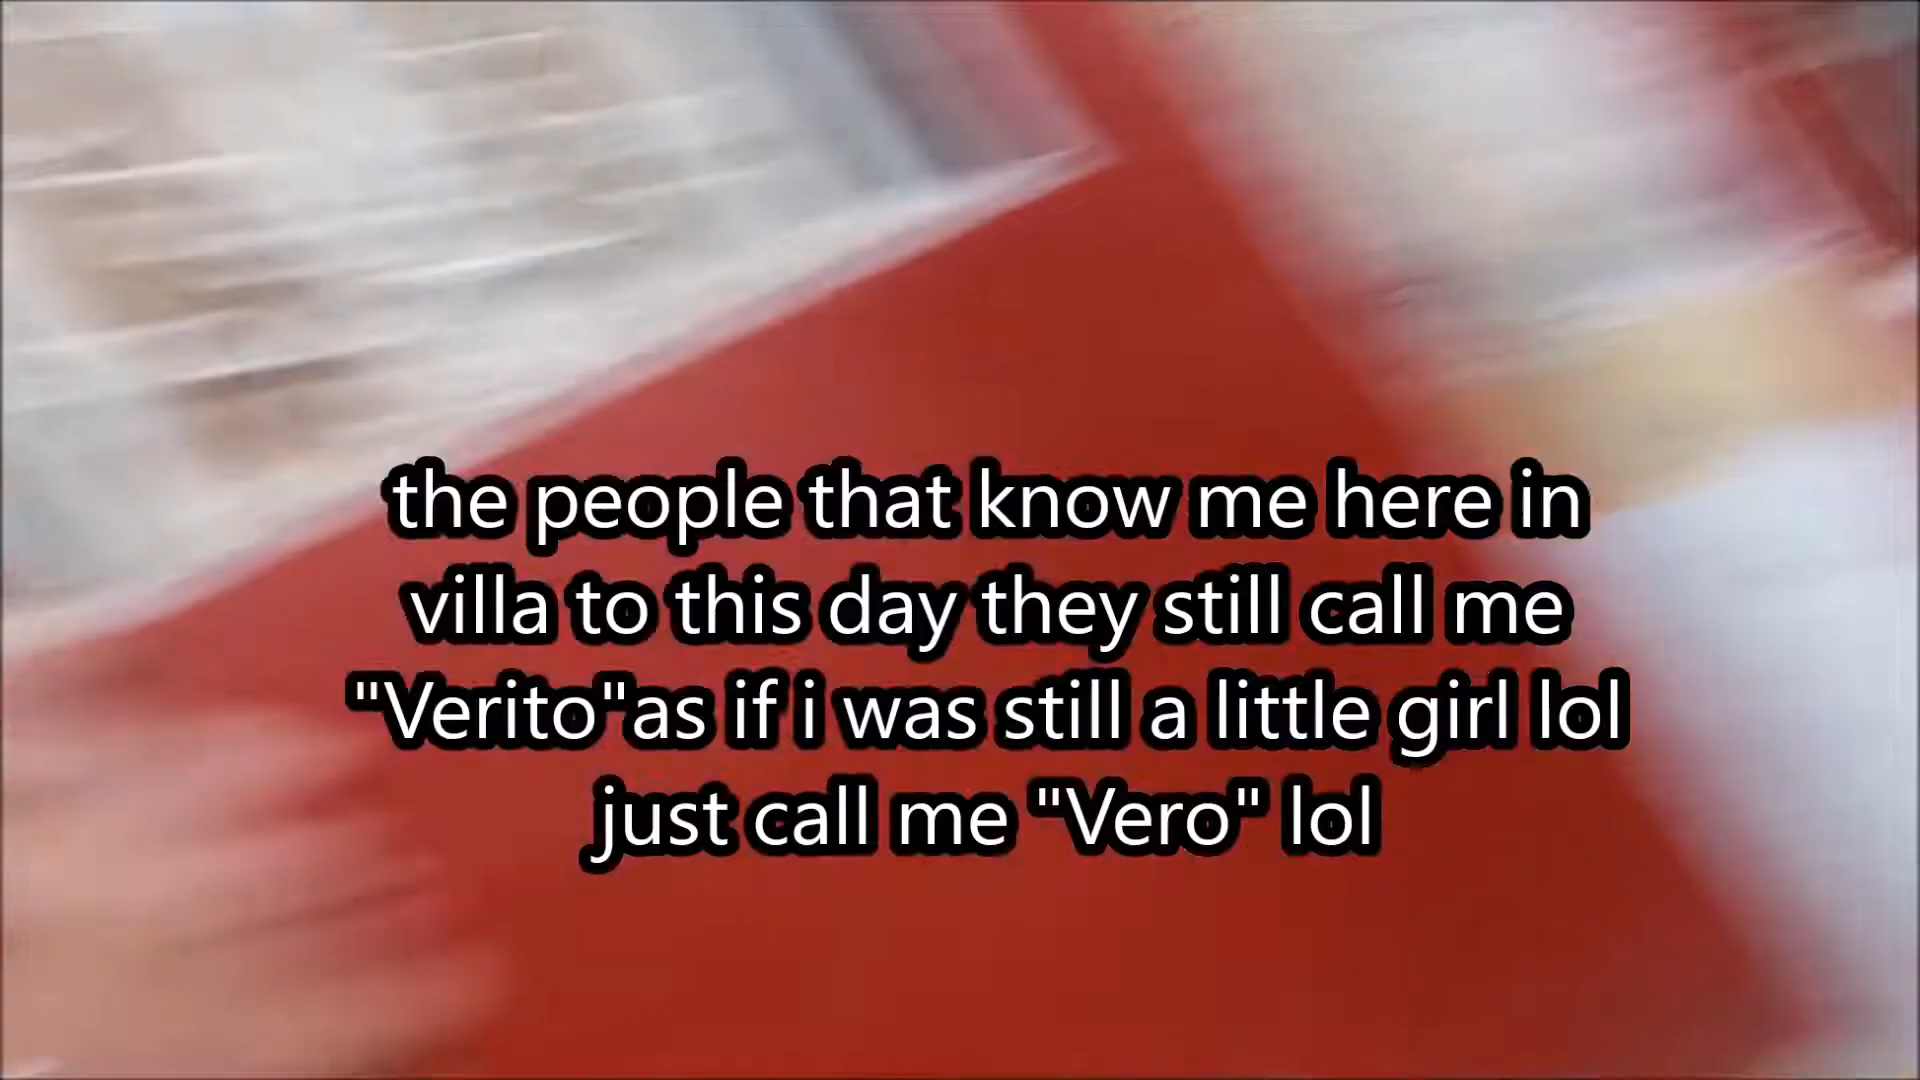 the people that know me here in
villa to this day they still call me
"Verito"as if i was still a little girl lol
just call me "Vero" lol